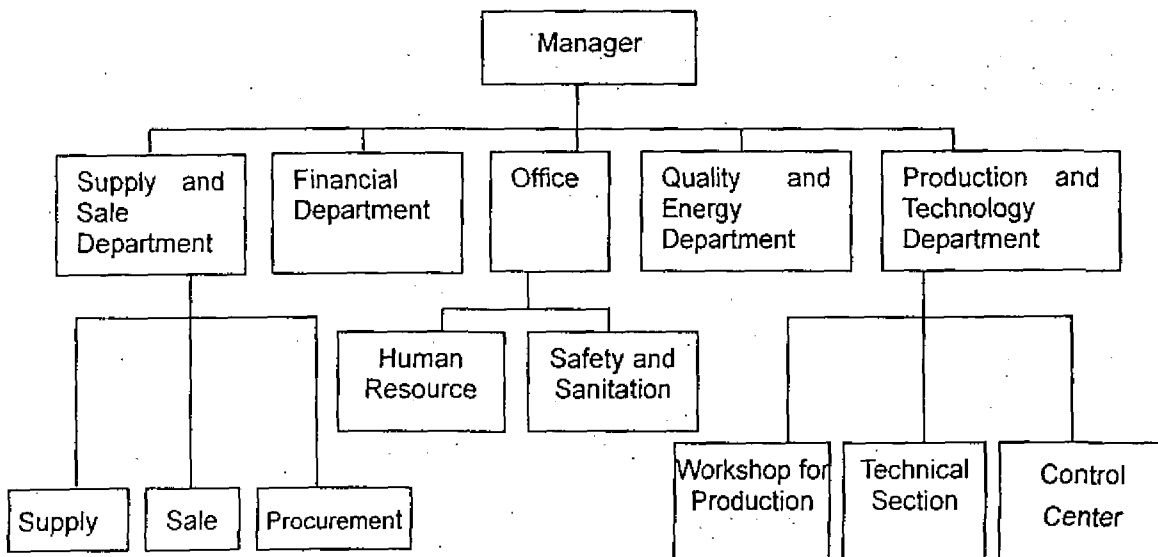 Manager
Supply and
Sale
Department
Financial
Department
Office
Quality and
Energy
Department
Production and
Technology
Department
Human
Resource
Safety and
Sanitation
Supply
Sale
Procurement
Workshop for
Production
Technical
Section
Control
Center